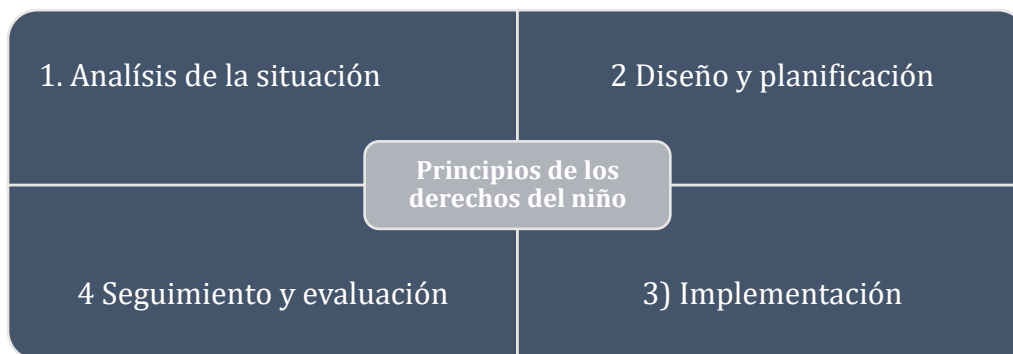 1. Analísis de la situación
2 Diseño y planificación
Principios de los
derechos del niño
4 Seguimiento y evaluación
3) Implementación